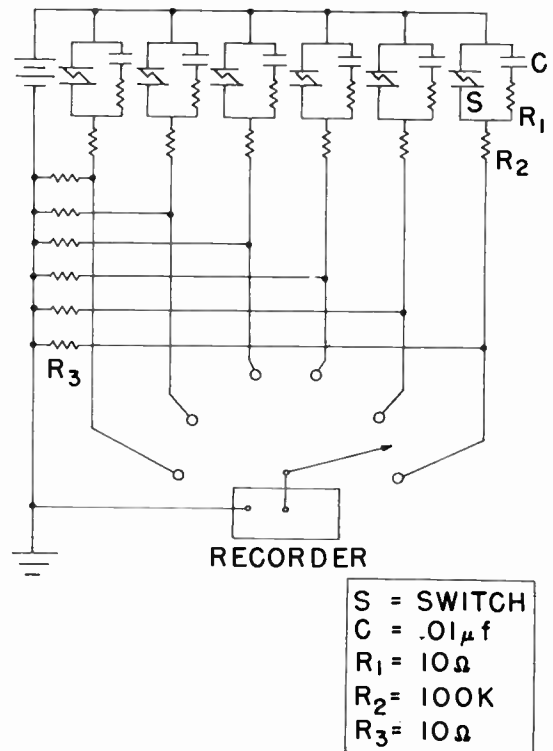 C
S
R₁
R₂
R₃
RECORDER
S = SWITCH
C = .01μf
R₁ = 10Ω
R₂ = 100K
R₃ = 10Ω